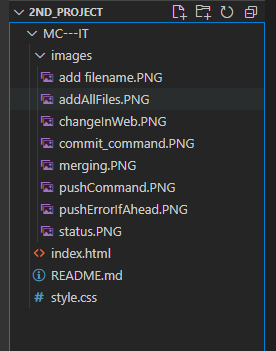 2ND_PROJECT
MC---IT
images
add filename.PNG
addAllFiles.PNG
changeInWeb.PNG
commit_command.PNG
merging.PNG
pushCommand.PNG
pushErrorIfAhead.PNG
status.PNG
index.html
README.md
style.css